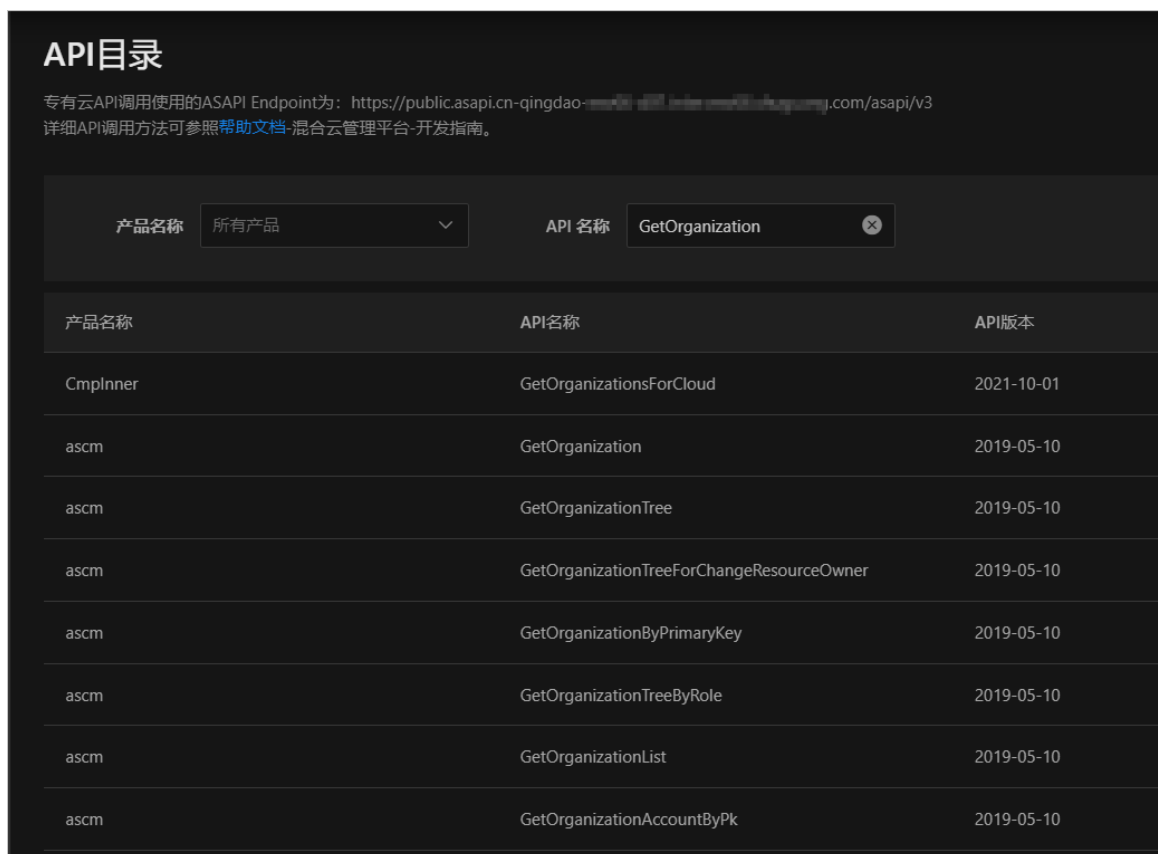 API目录
专有云API调用使用的ASAPI Endpoint为：https://public.asapi.cn-qingdao- .com/asapi/v3
详细API调用方法可参照帮助文档-混合云管理平台-开发指南。
产品名称 所有产品 API 名称 GetOrganization
产品名称 API名称 API版本
CmpInner GetOrganizationsForCloud 2021-10-01
ascm GetOrganization 2019-05-10
ascm GetOrganizationTree 2019-05-10
ascm GetOrganizationTreeForChangeResourceOwner 2019-05-10
ascm GetOrganizationByPrimaryKey 2019-05-10
ascm GetOrganizationTreeByRole 2019-05-10
ascm GetOrganizationList 2019-05-10
ascm GetOrganizationAccountByPk 2019-05-10